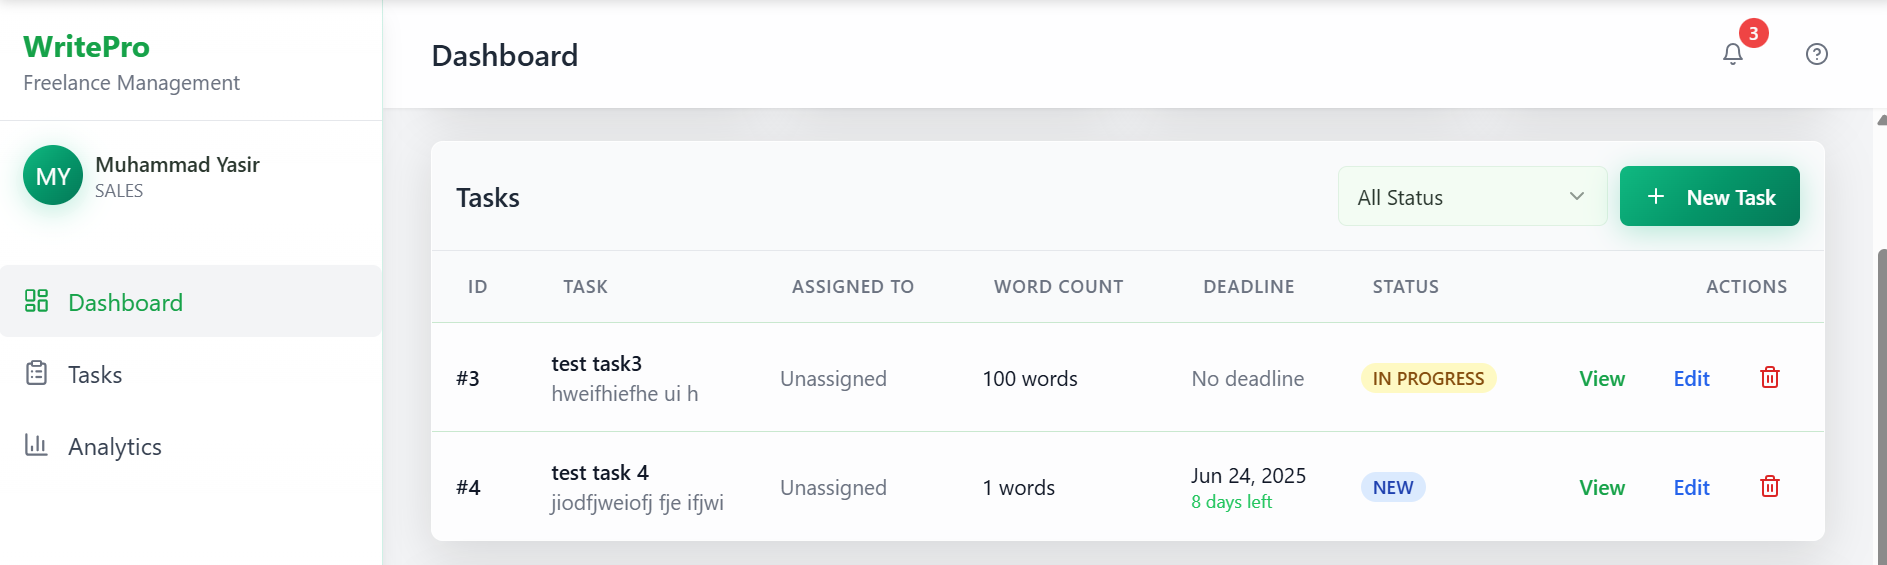 WritePro
Freelance Management
MY
Muhammad Yasir
SALES
Dashboard
Tasks
Analytics
Dashboard
3
Tasks
All Status
+ New Task
ID TASK ASSIGNED TO WORD COUNT DEADLINE STATUS ACTIONS
#3 test task3 Unassigned 100 words No deadline IN PROGRESS View Edit
hweifhiefhe ui h
#4 test task 4 Unassigned 1 words Jun 24, 2025 NEW View Edit
jiodfjweiofj fje ifjwi 8 days left